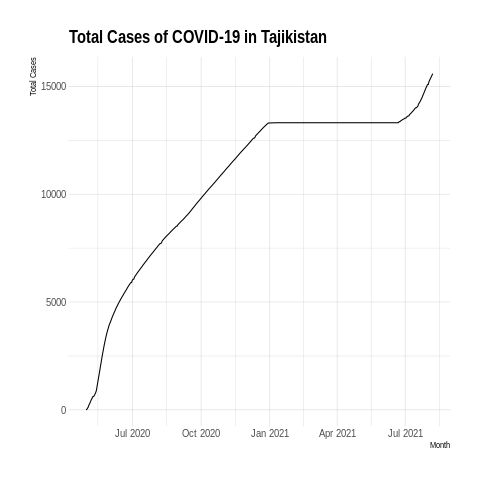 Total Cases of COVID-19 in Tajikistan
Total Cases
15000
10000
5000
0
Jul 2020 Oct 2020 Jan 2021 Apr 2021 Jul 2021
Month